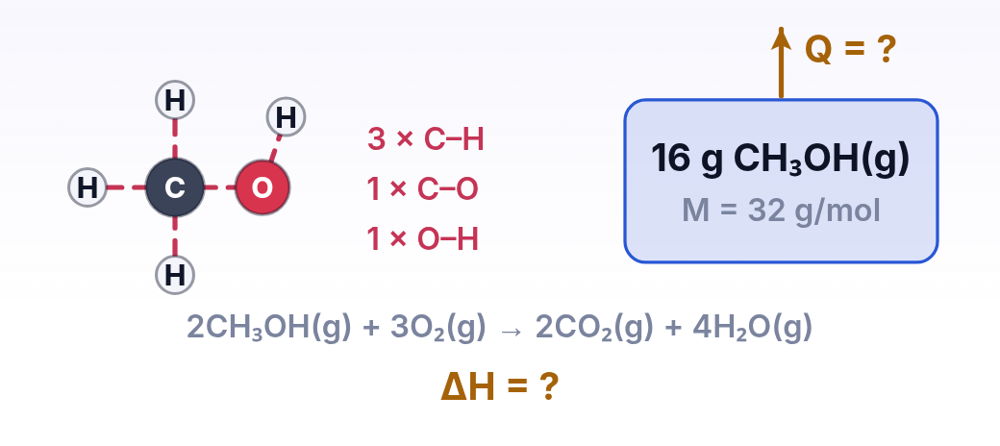 H
H
H C O
H
3 × C–H
1 × C–O
1 × O–H
Q = ?
16 g CH₃OH(g)
M = 32 g/mol
2CH₃OH(g) + 3O₂(g) → 2CO₂(g) + 4H₂O(g)
ΔH = ?